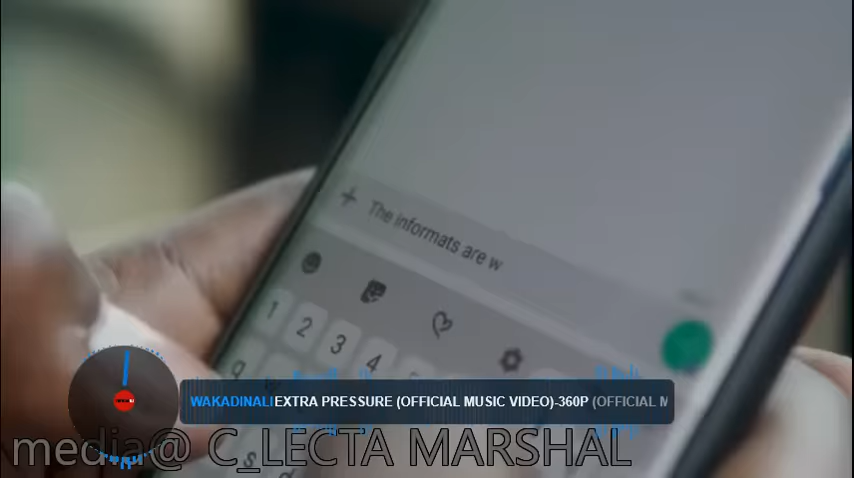 The informats are w
1 2 3 4
q
WAKADINALI EXTRA PRESSURE (OFFICIAL MUSIC VIDEO)-360P (OFFICIAL M
media@ C_LECTA MARSHAL
s d